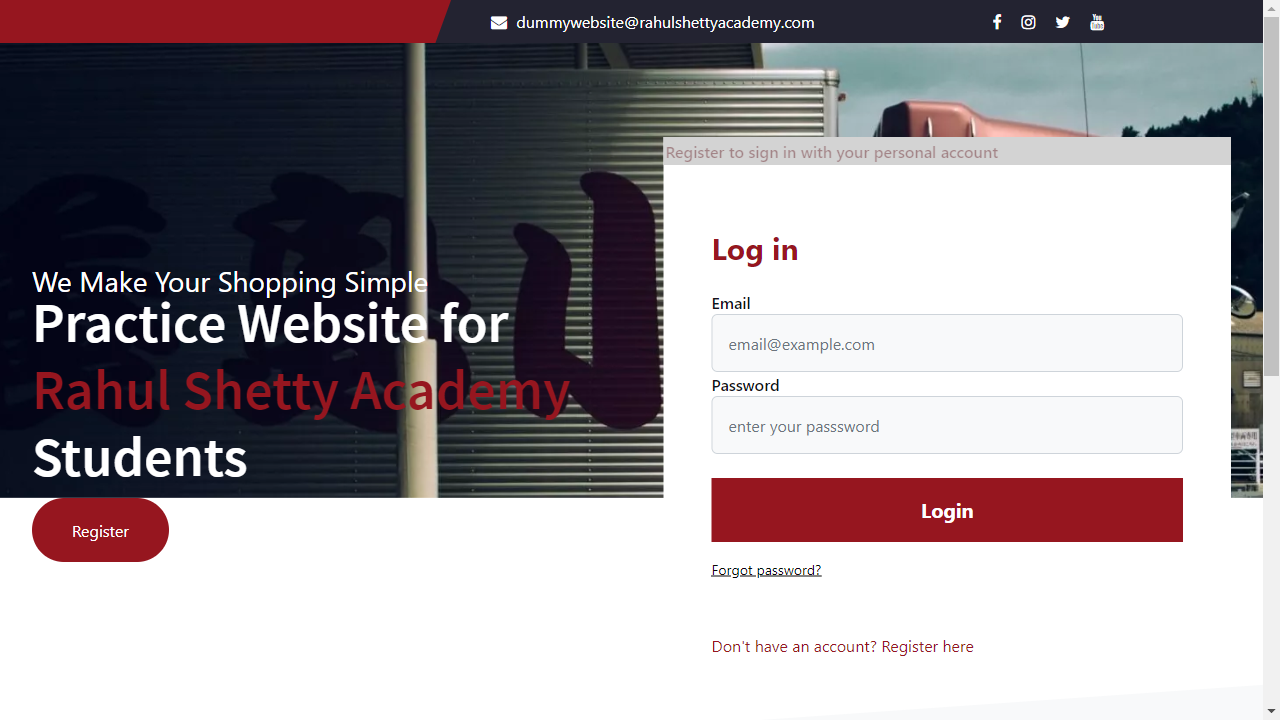 dummywebsite@rahulshettyacademy.com
Register to sign in with your personal account
We Make Your Shopping Simple
Practice Website for
Rahul Shetty Academy
Students
Register
Log in
Email
email@example.com
Password
enter your passsword
Login
Forgot password?
Don't have an account? Register here